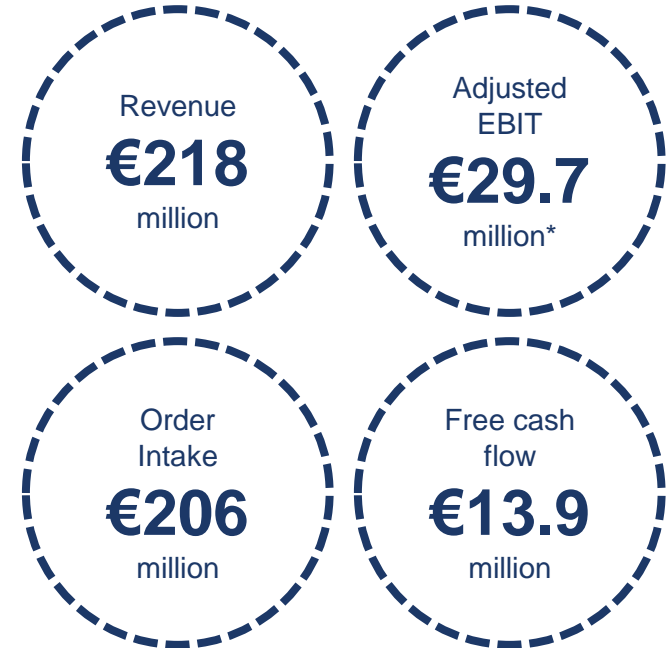 Revenue
€218
million
Adjusted
EBIT
€29.7
million*
Order
Intake
€206
million
Free cash
flow
€13.9
million